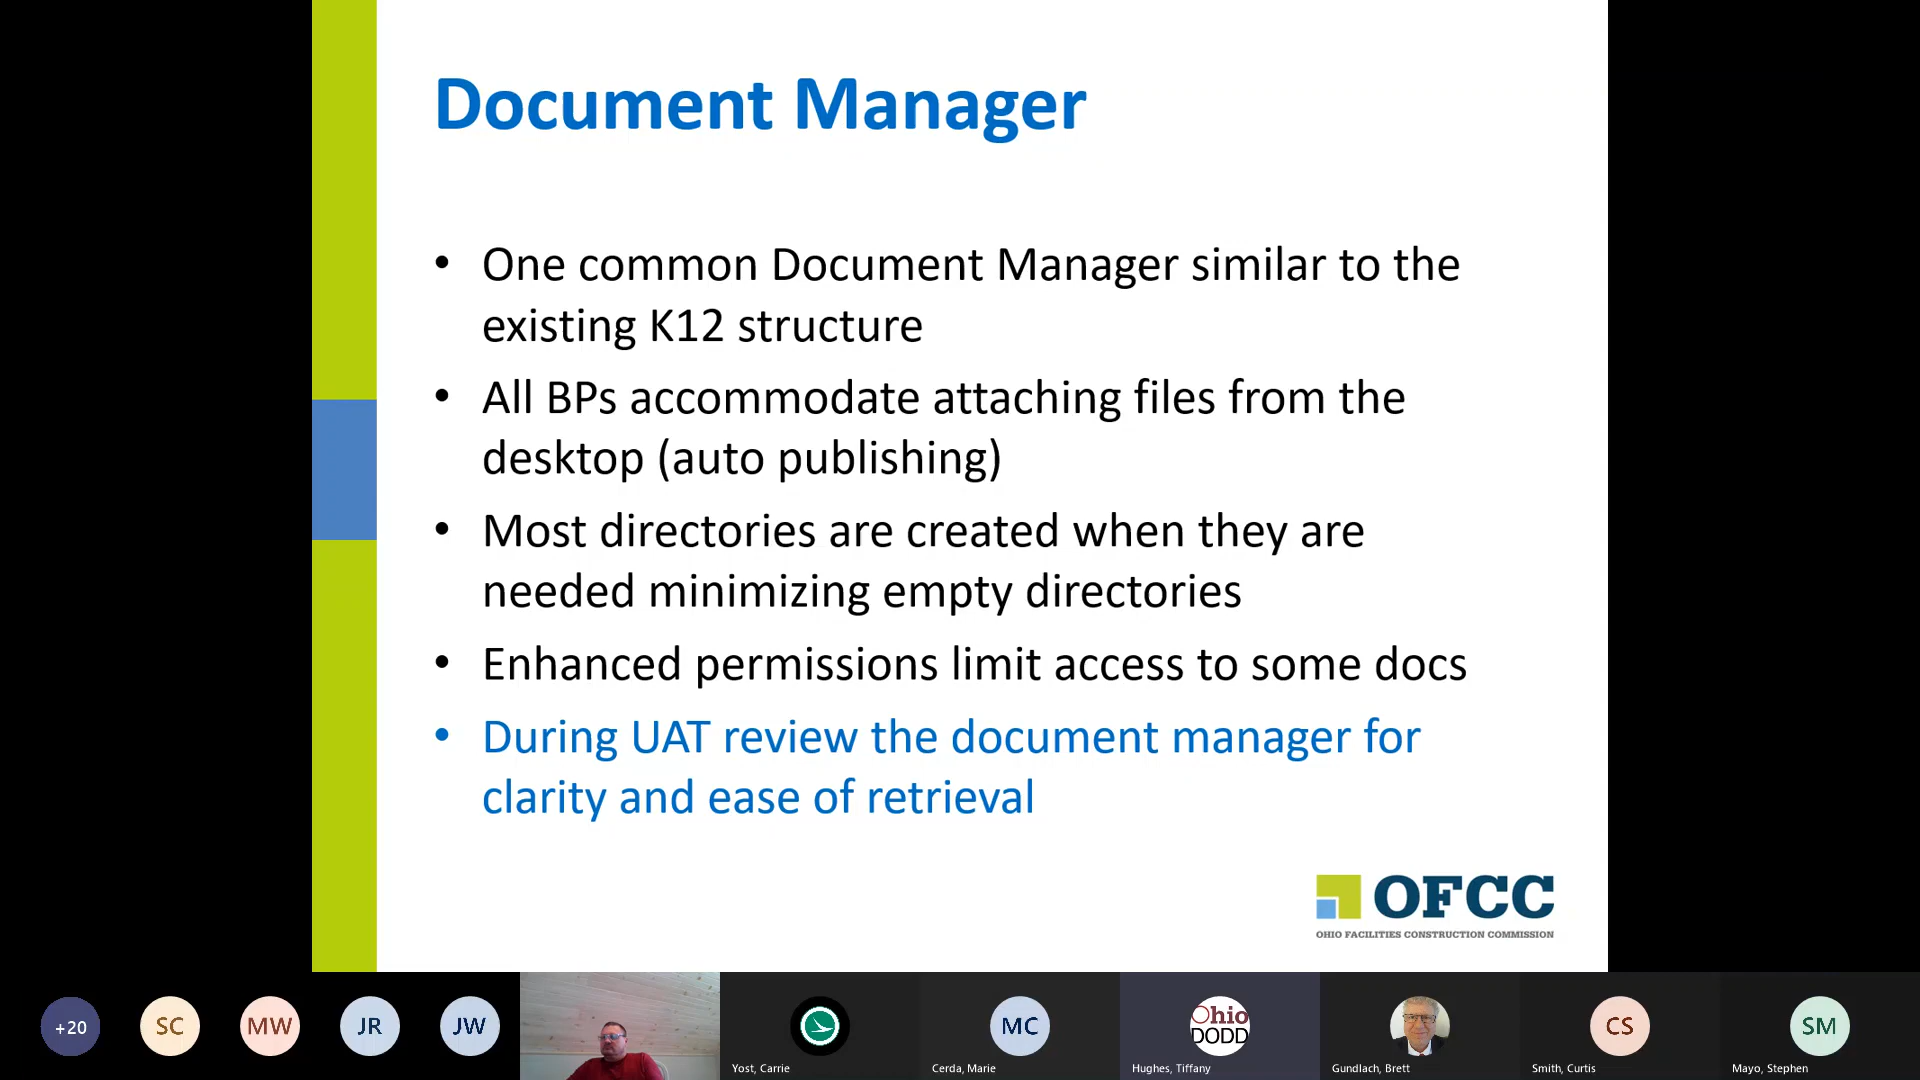 Document Manager
• One common Document Manager similar to the
existing K12 structure
• All BPs accommodate attaching files from the
desktop (auto publishing)
• Most directories are created when they are
needed minimizing empty directories
• Enhanced permissions limit access to some docs
• During UAT review the document manager for
clarity and ease of retrieval
OFCC
OHIO FACILITIES CONSTRUCTION COMMISSION
+20
SC
MW
JR
JW
MC
Ohio
DODD
CS
SM
Yost, Carrie
Cerda, Marie
Hughes, Tiffany
Gundlach, Brett
Smith, Curtis
Mayo, Stephen